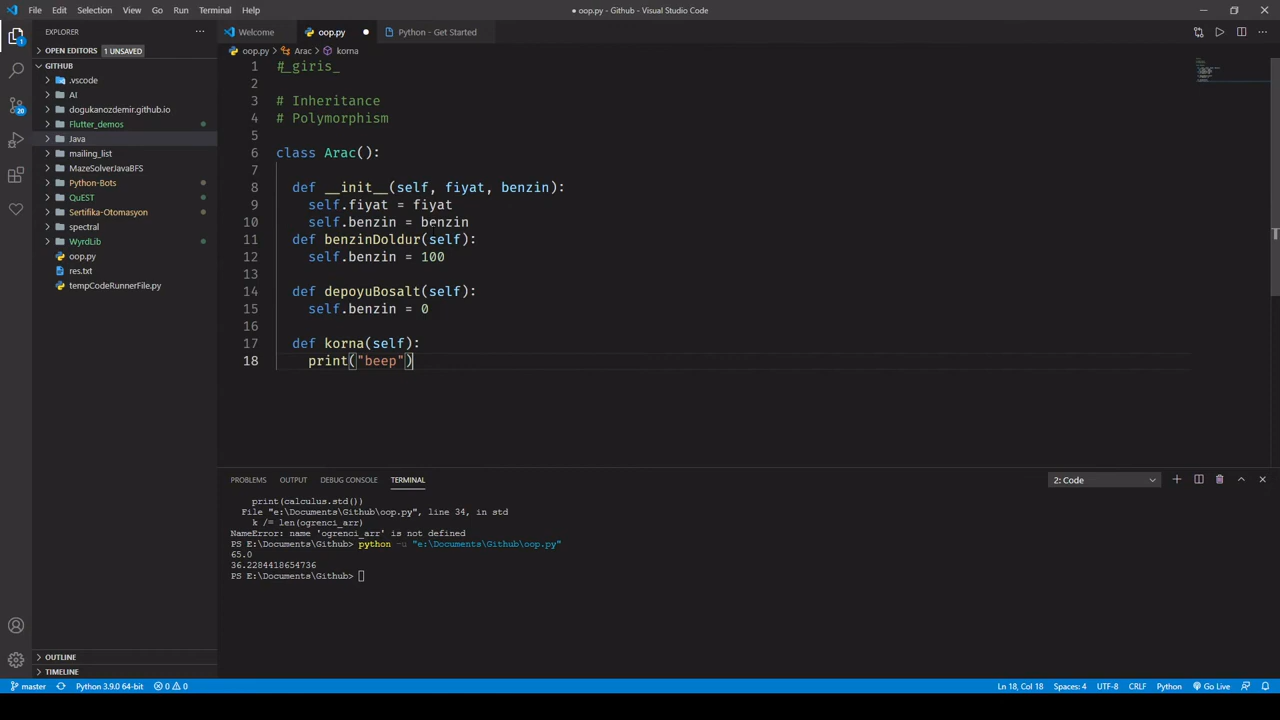 File Edit Selection View Go Run Terminal Help
● oop.py - Github - Visual Studio Code
EXPLORER ···
Welcome
oop.py ●
Python - Get Started
OPEN EDITORS 1 UNSAVED
oop.py > Arac > korna
GITHUB
.vscode
AI
dogukanozdemir.github.io
Flutter_demos
Java
mailing_list
MazeSolverJavaBFS
Python-Bots
QuEST
Sertifika-Otomasyon
spectral
WyrdLib
oop.py
res.txt
tempCodeRunnerFile.py
OUTLINE
TIMELINE
1
20
1 #_giris_
2
3 # Inheritance
4 # Polymorphism
5
6 class Arac():
7
8 def __init__(self, fiyat, benzin):
9 self.fiyat = fiyat
10 self.benzin = benzin
11 def benzinDoldur(self):
12 self.benzin = 100
13
14 def depoyuBosalt(self):
15 self.benzin = 0
16
17 def korna(self):
18 print("beep")
PROBLEMS OUTPUT DEBUG CONSOLE TERMINAL
2: Code
print(calculus.std())
File "e:\Documents\Github\oop.py", line 34, in std
k /= len(ogrenci_arr)
NameError: name 'ogrenci_arr' is not defined
PS E:\Documents\Github> python -u "e:\Documents\Github\oop.py"
65.0
36.2284418654736
PS E:\Documents\Github>
master
Python 3.9.0 64-bit
0 0
Ln 18, Col 18
Spaces: 4
UTF-8
CRLF
Python
Go Live